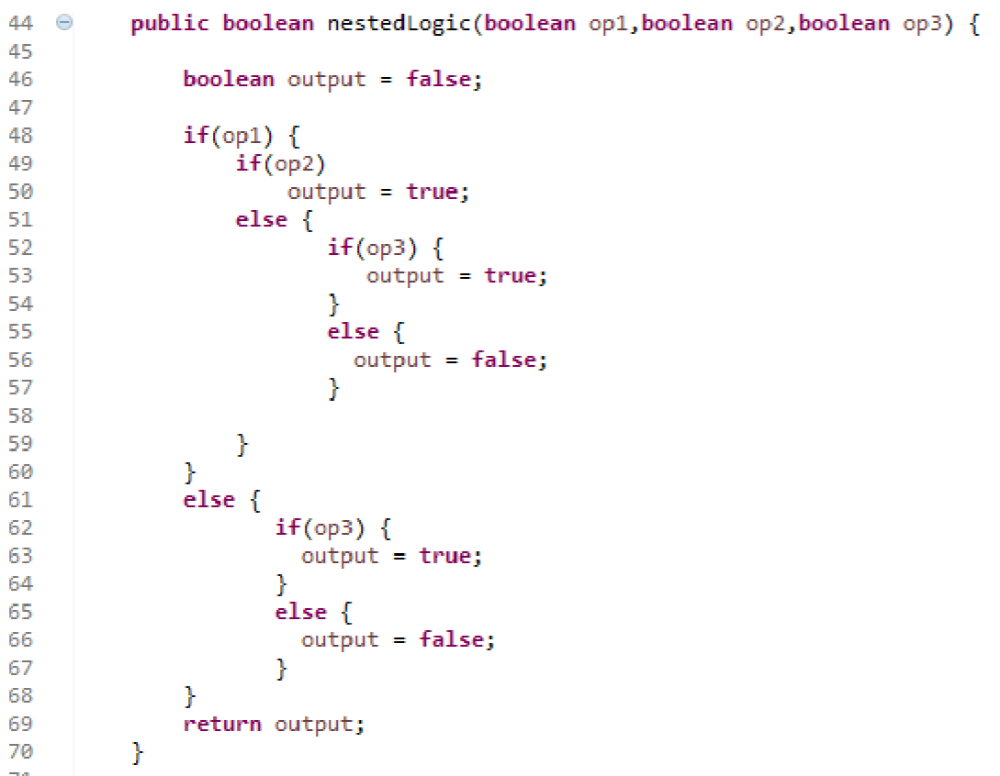 44 public boolean nestedLogic(boolean op1,boolean op2,boolean op3) {
45
46 boolean output = false;
47
48 if(op1) {
49 if(op2)
50 output = true;
51 else {
52 if(op3) {
53 output = true;
54 }
55 else {
56 output = false;
57 }
58
59 }
60 }
61 else {
62 if(op3) {
63 output = true;
64 }
65 else {
66 output = false;
67 }
68 }
69 return output;
70 }